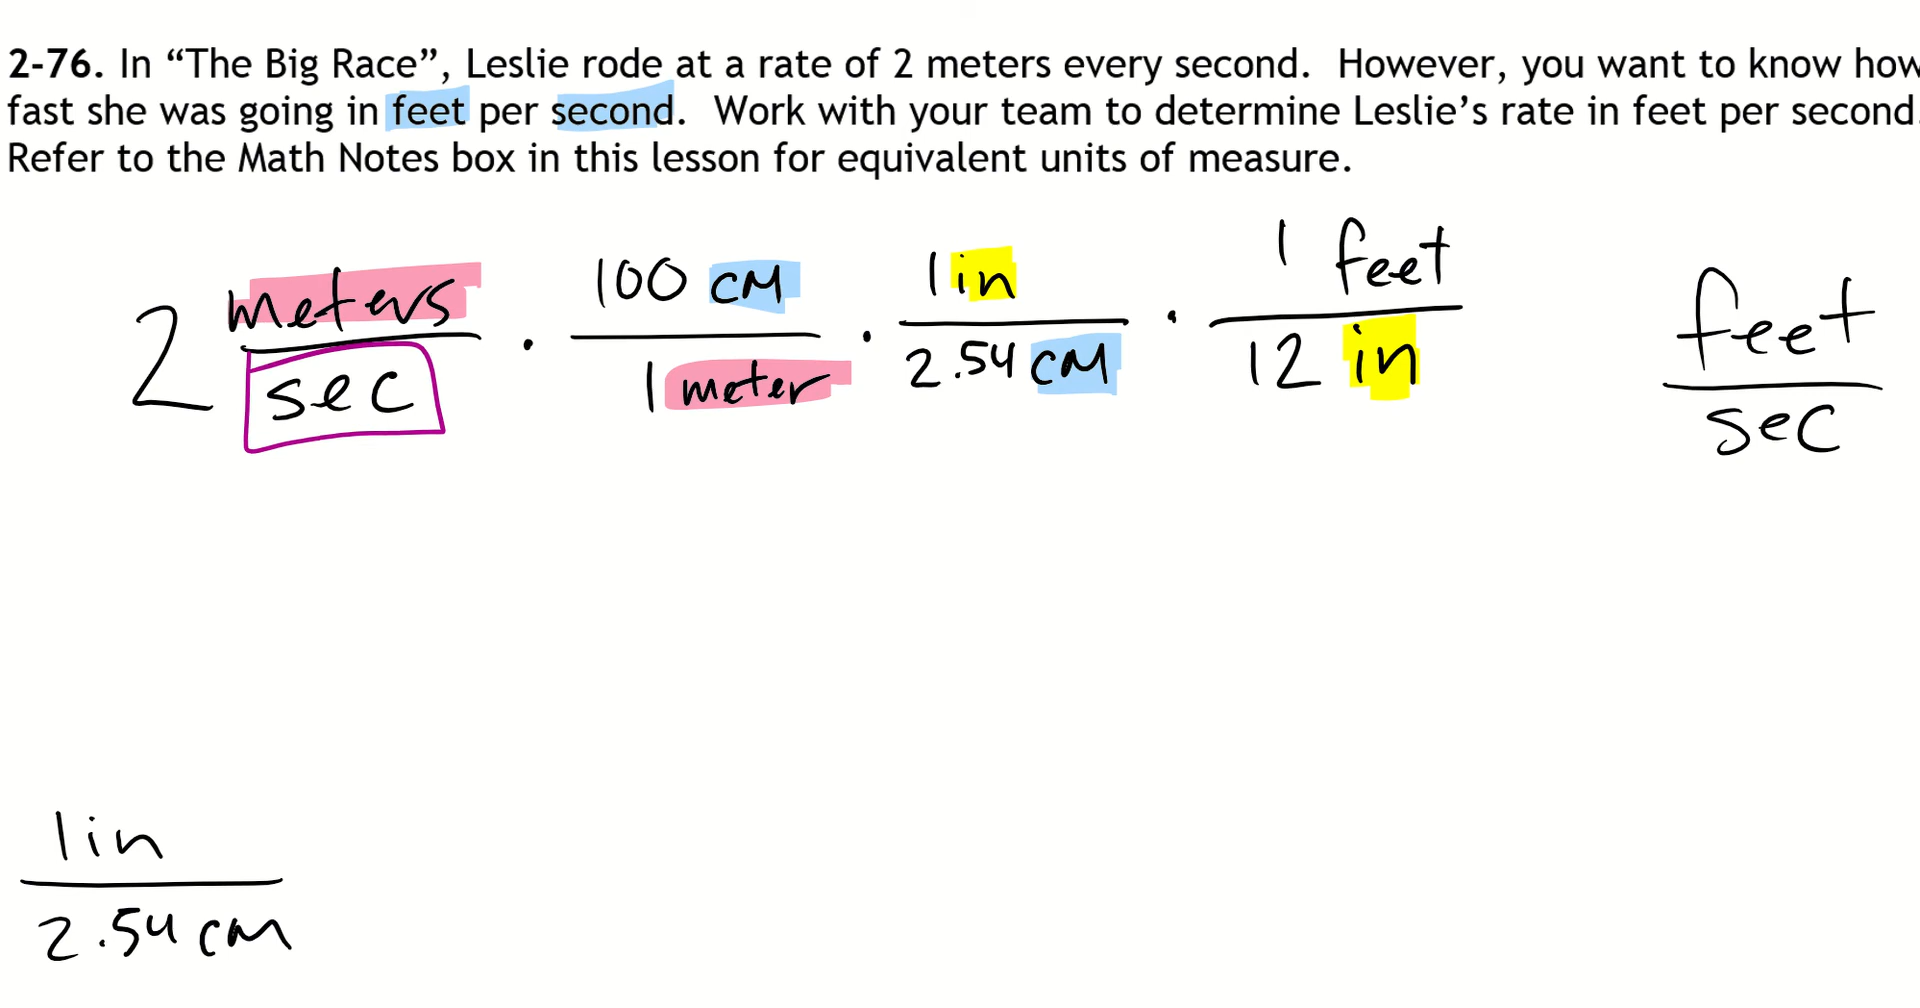 2-76. In “The Big Race”, Leslie rode at a rate of 2 meters every second. However, you want to know how
fast she was going in feet per second. Work with your team to determine Leslie’s rate in feet per second.
Refer to the Math Notes box in this lesson for equivalent units of measure.
2 meters / sec · 100 cm / 1 meter · 1 in / 2.54 cm · 1 feet / 12 in
feet / sec
1 in
2.54 cm